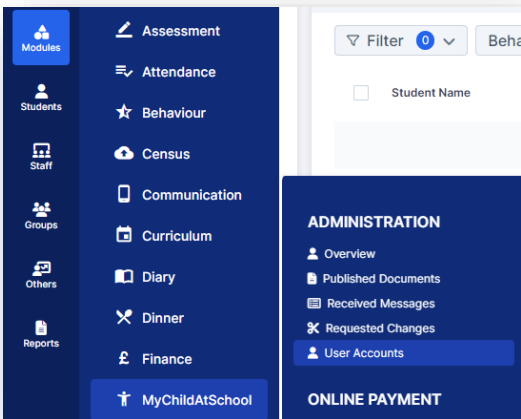 Modules
Students
Staff
Groups
Others
Reports
Assessment
Attendance
Behaviour
Census
Communication
Curriculum
Diary
Dinner
£ Finance
MyChildAtSchool
Filter 0
Beha
Student Name
ADMINISTRATION
Overview
Published Documents
Received Messages
Requested Changes
User Accounts
ONLINE PAYMENT